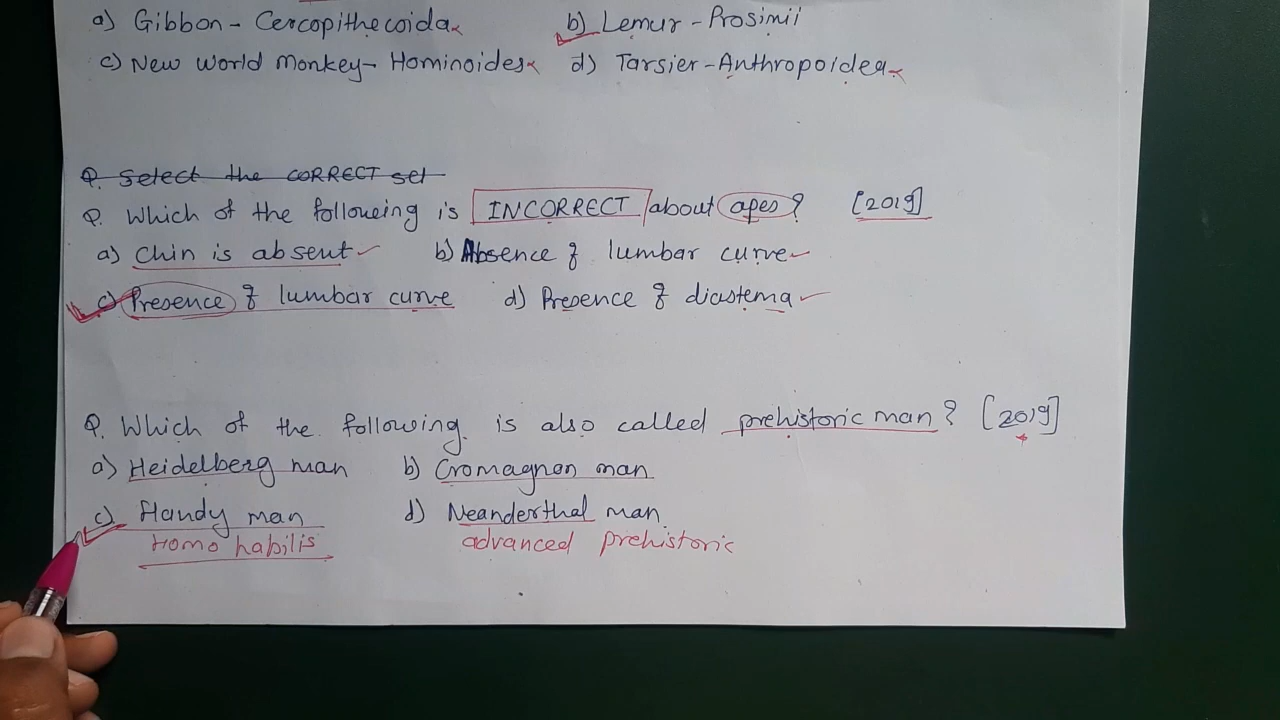 a) Gibbon - Cercopithecoida b) Lemur - Prosimii
c) New World Monkey - Hominoides d) Tarsier - Anthropoidea
Q. Select the CORRECT set
Q. Which of the following is INCORRECT about apes? [2019]
a) Chin is absent b) Absence of lumbar curve
c) Presence of lumbar curve d) Presence of diastema
Q. Which of the following is also called prehistoric man? [2019]
a) Heidelberg man b) Cromagnon man
c) Handy man d) Neanderthal man
Homo habilis advanced prehistoric